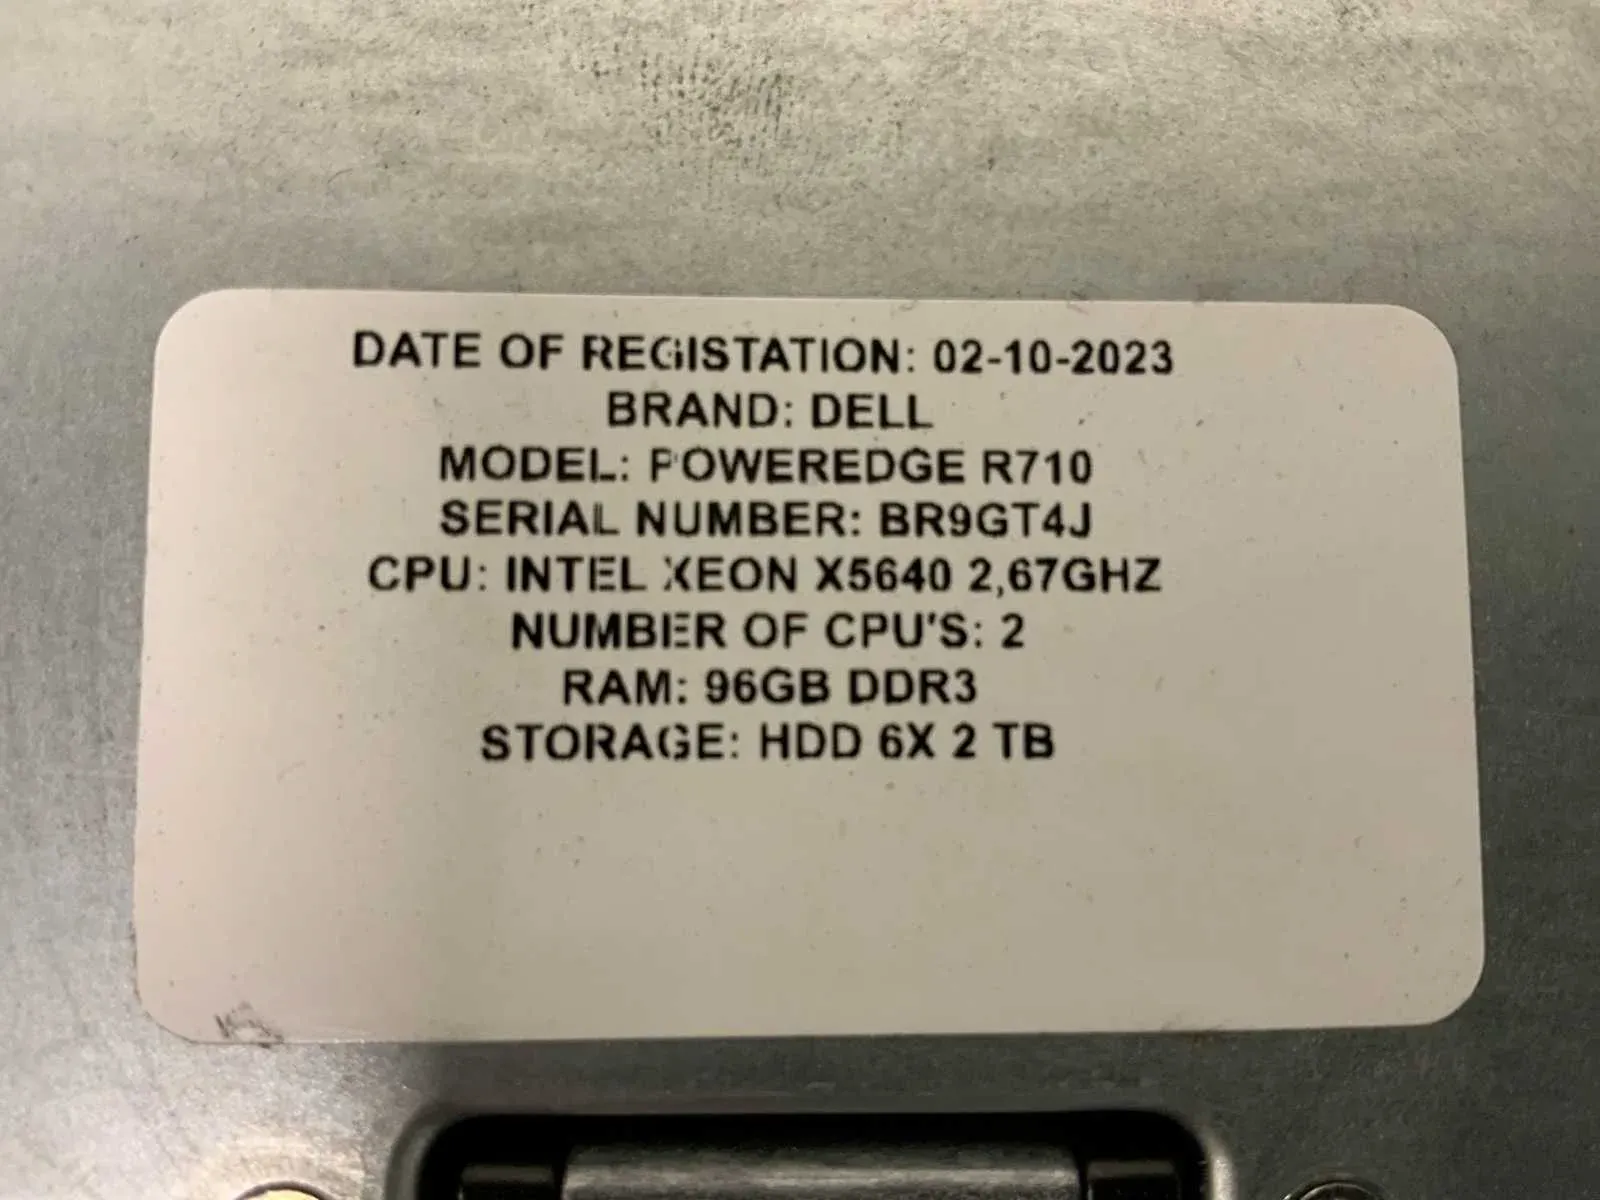 DATE OF REGISTATION: 02-10-2023
BRAND: DELL
MODEL: POWEREDGE R710
SERIAL NUMBER: BR9GT4J
CPU: INTEL XEON X5640 2,67GHZ
NUMBER OF CPU'S: 2
RAM: 96GB DDR3
STORAGE: HDD 6X 2 TB